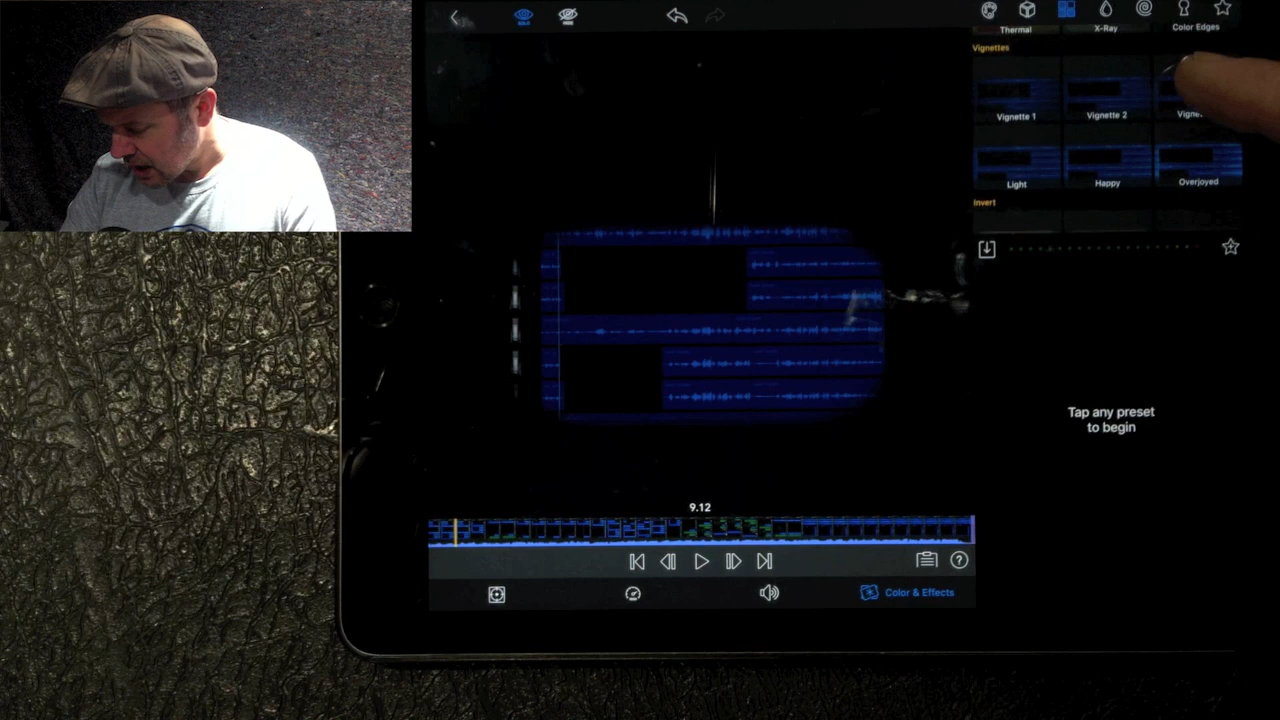 Thermal
X-Ray
Color Edges
Vignettes
Vignette 1
Vignette 2
Light
Happy
Overjoyed
Invert
Tap any preset
to begin
9.12
?
Color & Effects